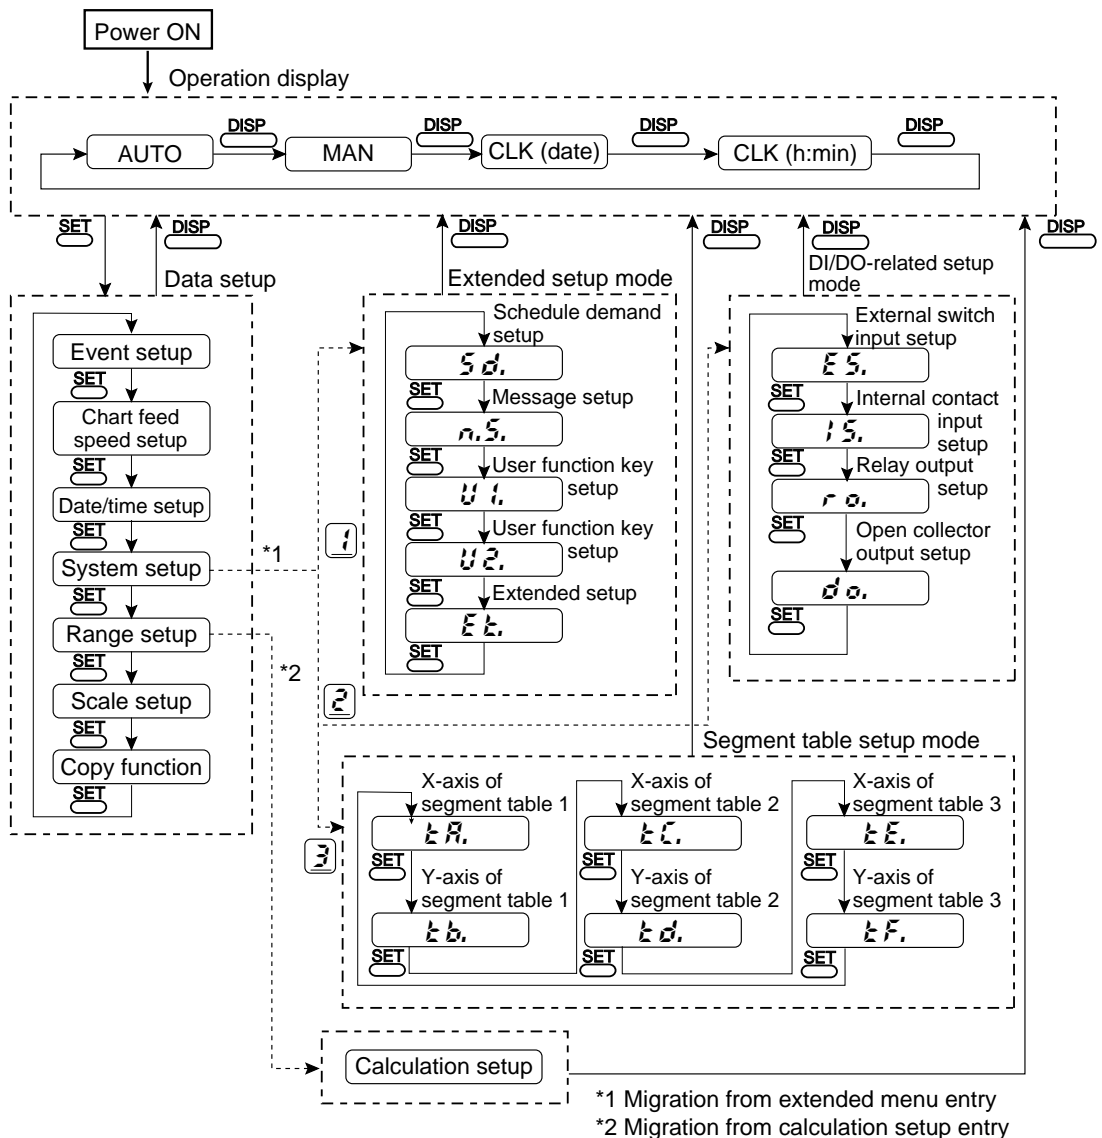 Power ON
Operation display
DISP
DISP
DISP
DISP
AUTO
MAN
CLK (date)
CLK (h:min)
SET
DISP
DISP
DISP
DISP
DISP
Data setup
Event setup
SET
Chart feed
speed setup
SET
Date/time setup
SET
System setup
*1
SET
Range setup
*2
SET
Scale setup
SET
Copy function
SET
Extended setup mode
Schedule demand
setup
Sd.
SET
Message setup
n.S.
SET
User function key
setup
U1.
SET
User function key
setup
U2.
SET
Extended setup
Et.
SET
1
2
3
DI/DO-related setup
mode
External switch
input setup
ES.
SET
Internal contact
input
setup
IS.
SET
Relay output
setup
ro.
SET
Open collector
output setup
do.
SET
Segment table setup mode
X-axis of
segment table 1
tA.
SET
Y-axis of
segment table 1
tb.
SET
X-axis of
segment table 2
tC.
SET
Y-axis of
segment table 2
td.
SET
X-axis of
segment table 3
tE.
SET
Y-axis of
segment table 3
tF.
SET
Calculation setup
*1 Migration from extended menu entry
*2 Migration from calculation setup entry